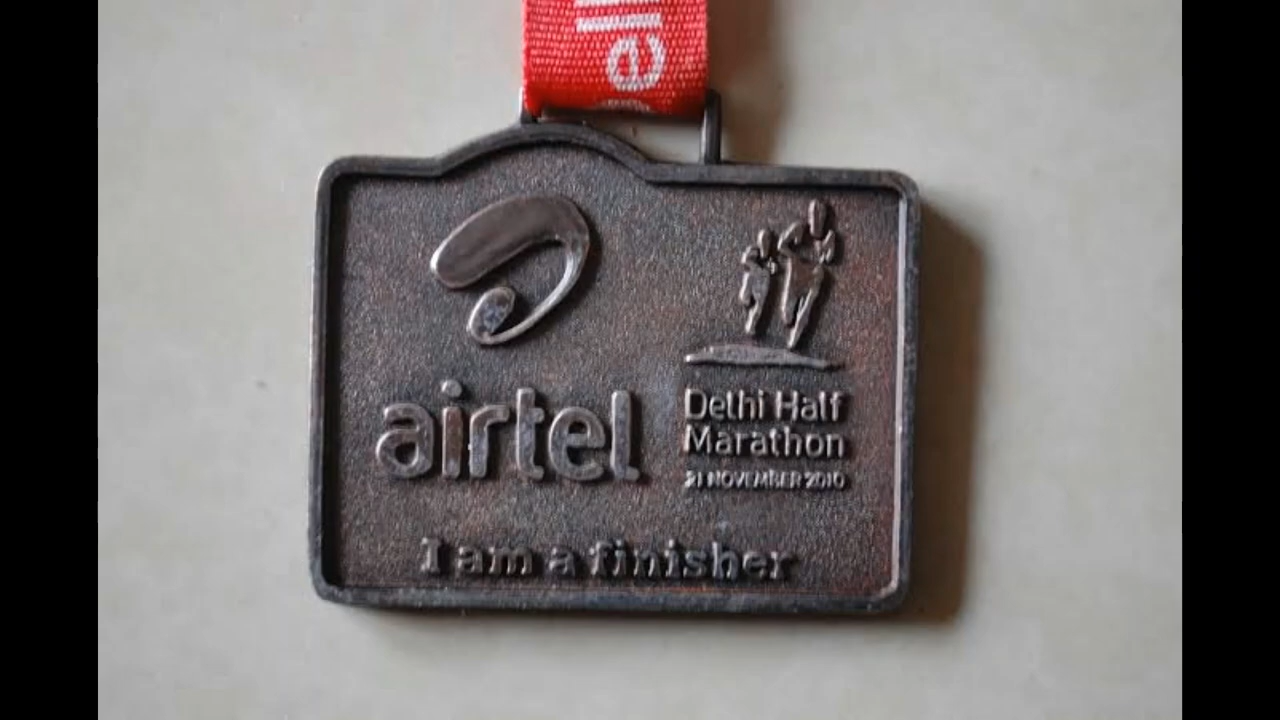 airtel
Delhi Half
Marathon
21 NOVEMBER 2010
I am a finisher